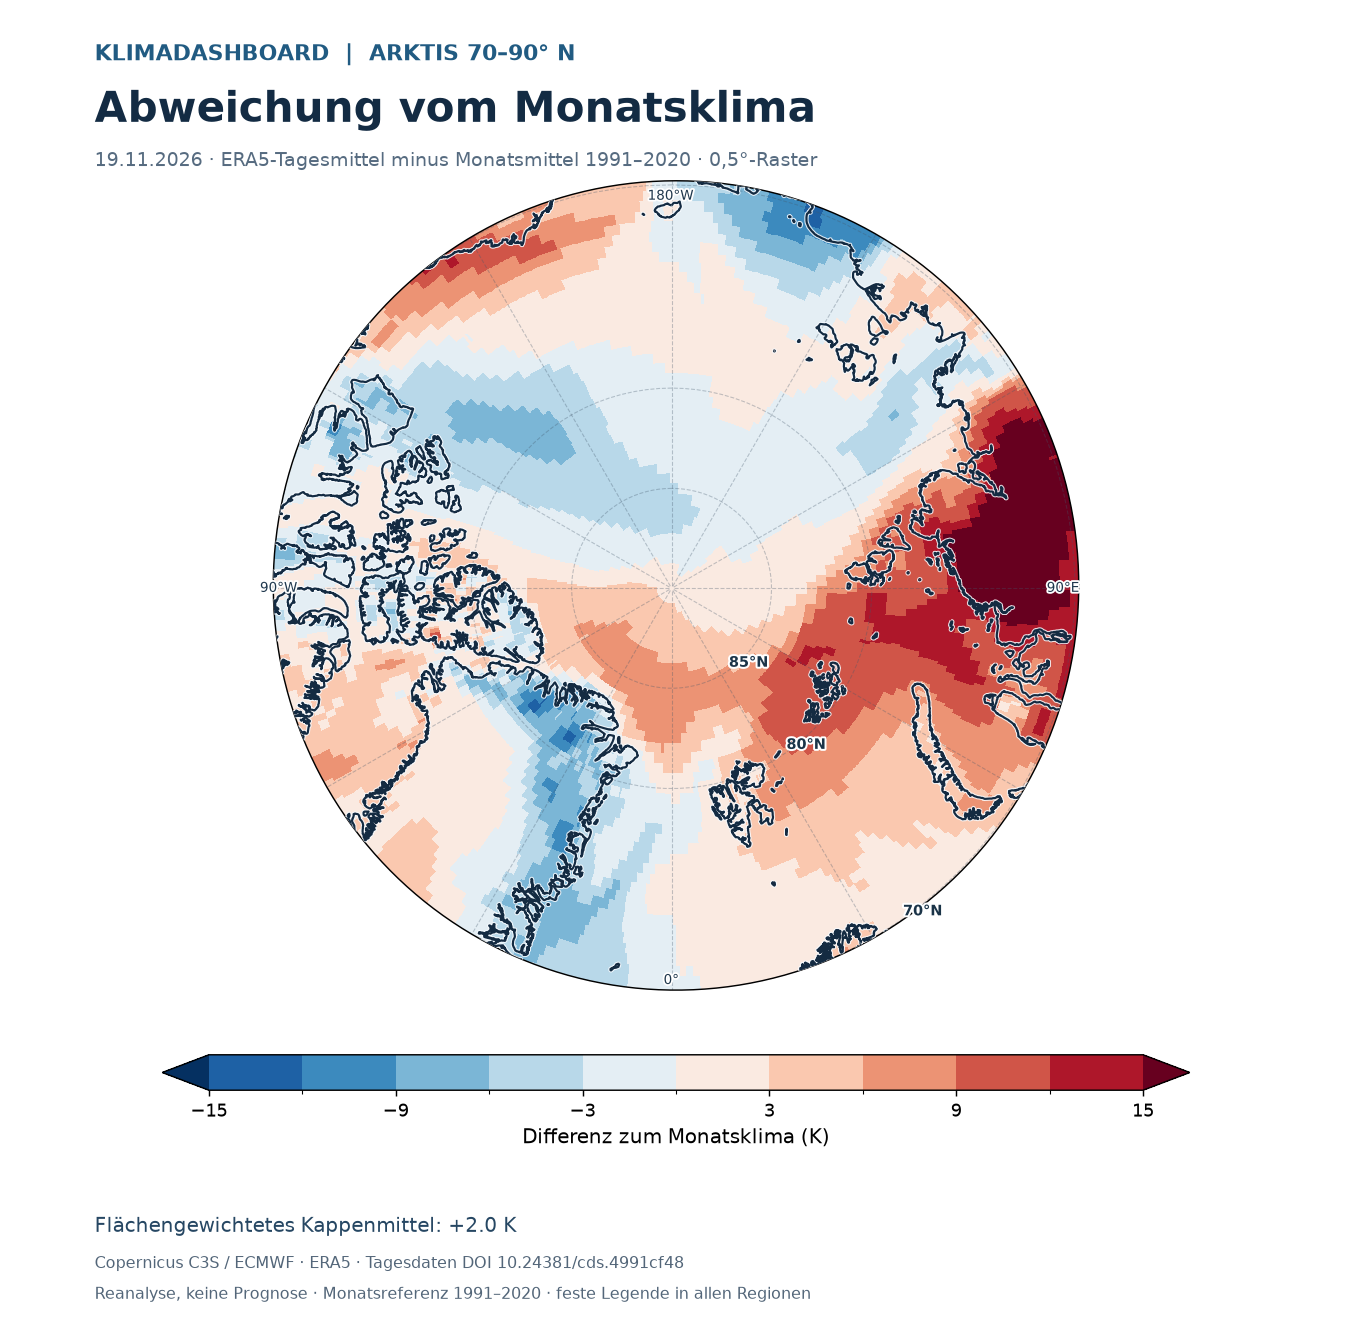 KLIMADASHBOARD | ARKTIS 70–90° N
Abweichung vom Monatsklima
19.11.2026 · ERA5-Tagesmittel minus Monatsmittel 1991–2020 · 0,5°-Raster
180°W
90°W
90°E
85°N
80°N
70°N
0°
−15 −9 −3 3 9 15
Differenz zum Monatsklima (K)
Flächengewichtetes Kappenmittel: +2.0 K
Copernicus C3S / ECMWF · ERA5 · Tagesdaten DOI 10.24381/cds.4991cf48
Reanalyse, keine Prognose · Monatsreferenz 1991–2020 · feste Legende in allen Regionen